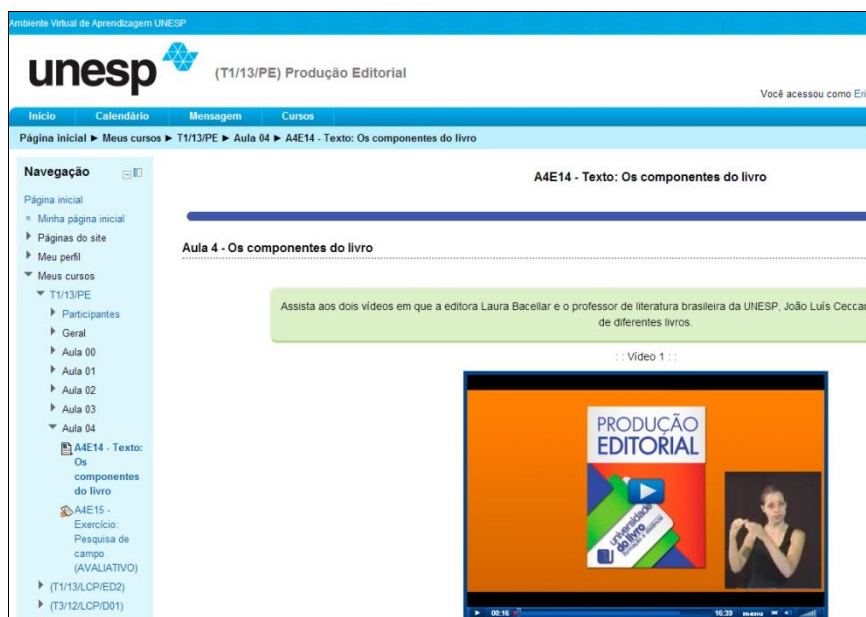 Ambiente Virtual de Aprendizagem UNESP
unesp
(T1/13/PE) Produção Editorial
Você acessou como Eri
Início Calendário Mensagem Cursos
Página inicial ► Meus cursos ► T1/13/PE ► Aula 04 ► A4E14 - Texto: Os componentes do livro
Navegação
Página inicial
Minha página inicial
Páginas do site
Meu perfil
Meus cursos
T1/13/PE
Participantes
Geral
Aula 00
Aula 01
Aula 02
Aula 03
Aula 04
A4E14 - Texto:
Os
componentes
do livro
A4E15 -
Exercício:
Pesquisa de
campo
(AVALIATIVO)
(T1/13/LCP/ED2)
(T3/12/LCP/D01)
A4E14 - Texto: Os componentes do livro
Aula 4 - Os componentes do livro
Assista aos dois vídeos em que a editora Laura Bacellar e o professor de literatura brasileira da UNESP, João Luís Ceccan
de diferentes livros.
: : Vídeo 1 : :
PRODUÇÃO
EDITORIAL
universidade
do livro
00:16 16:39 menu